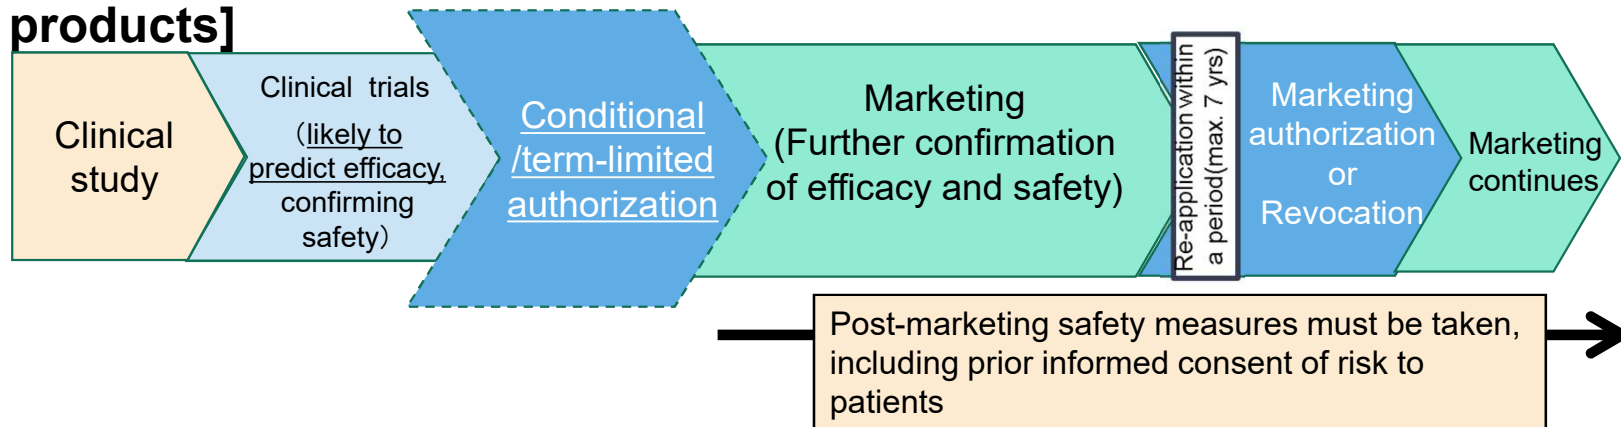 products]
Clinical
study
Clinical trials
（likely to
predict efficacy,
confirming
safety）
Conditional
/term-limited
authorization
Marketing
(Further confirmation
of efficacy and safety)
Re-application within
a period(max. 7 yrs)
Marketing
authorization
or
Revocation
Marketing
continues
Post-marketing safety measures must be taken,
including prior informed consent of risk to
patients